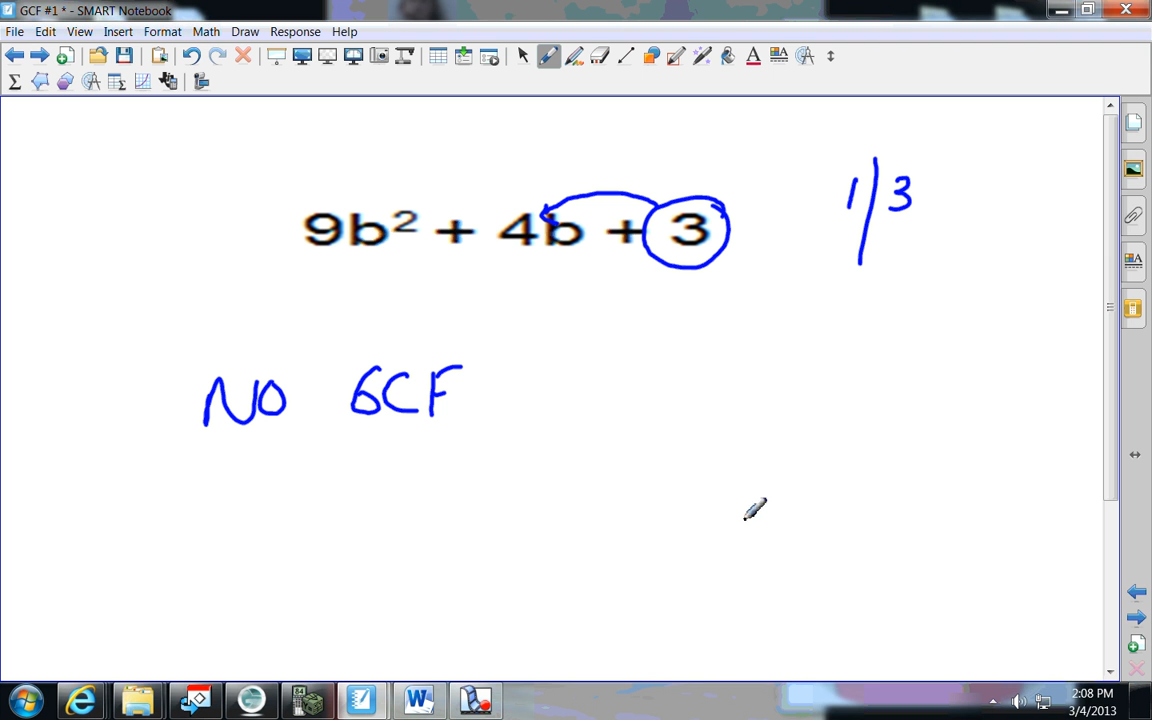 GCF #1 * - SMART Notebook
File Edit View Insert Format Math Draw Response Help
1 | 3
9b² + 4b + 3
NO GCF
2:08 PM
3/4/2013